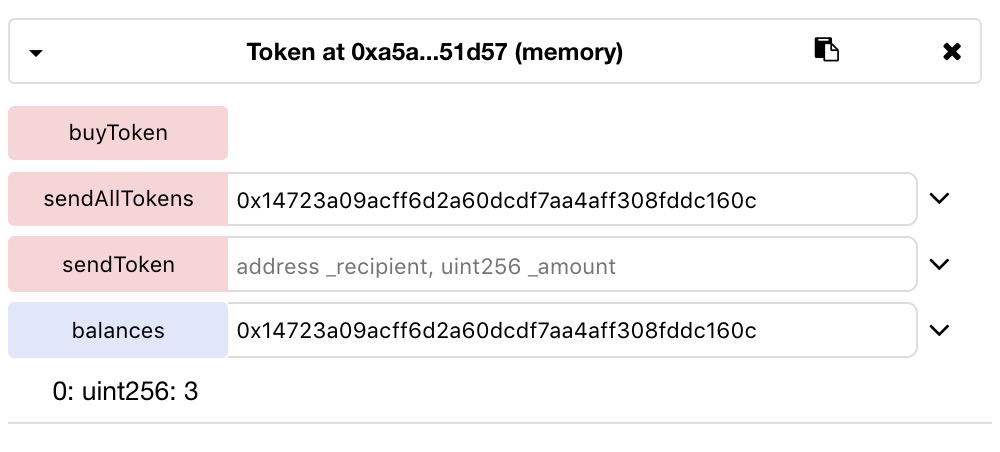 Token at 0xa5a...51d57 (memory)
buyToken
sendAllTokens 0x14723a09acff6d2a60dcdf7aa4aff308fddc160c
sendToken address _recipient, uint256 _amount
balances 0x14723a09acff6d2a60dcdf7aa4aff308fddc160c
0: uint256: 3